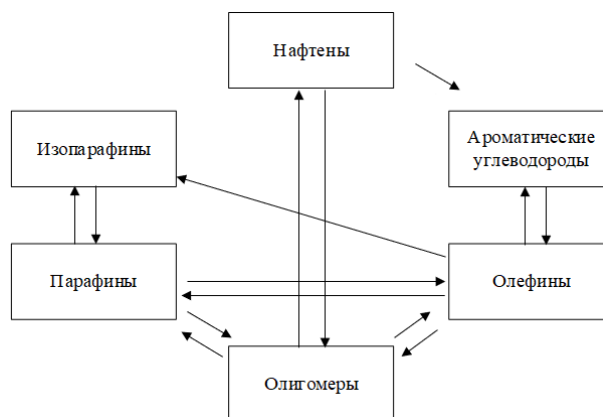 Нафтены
Изопарафины
Ароматические
углеводороды
Парафины
Олефины
Олигомеры